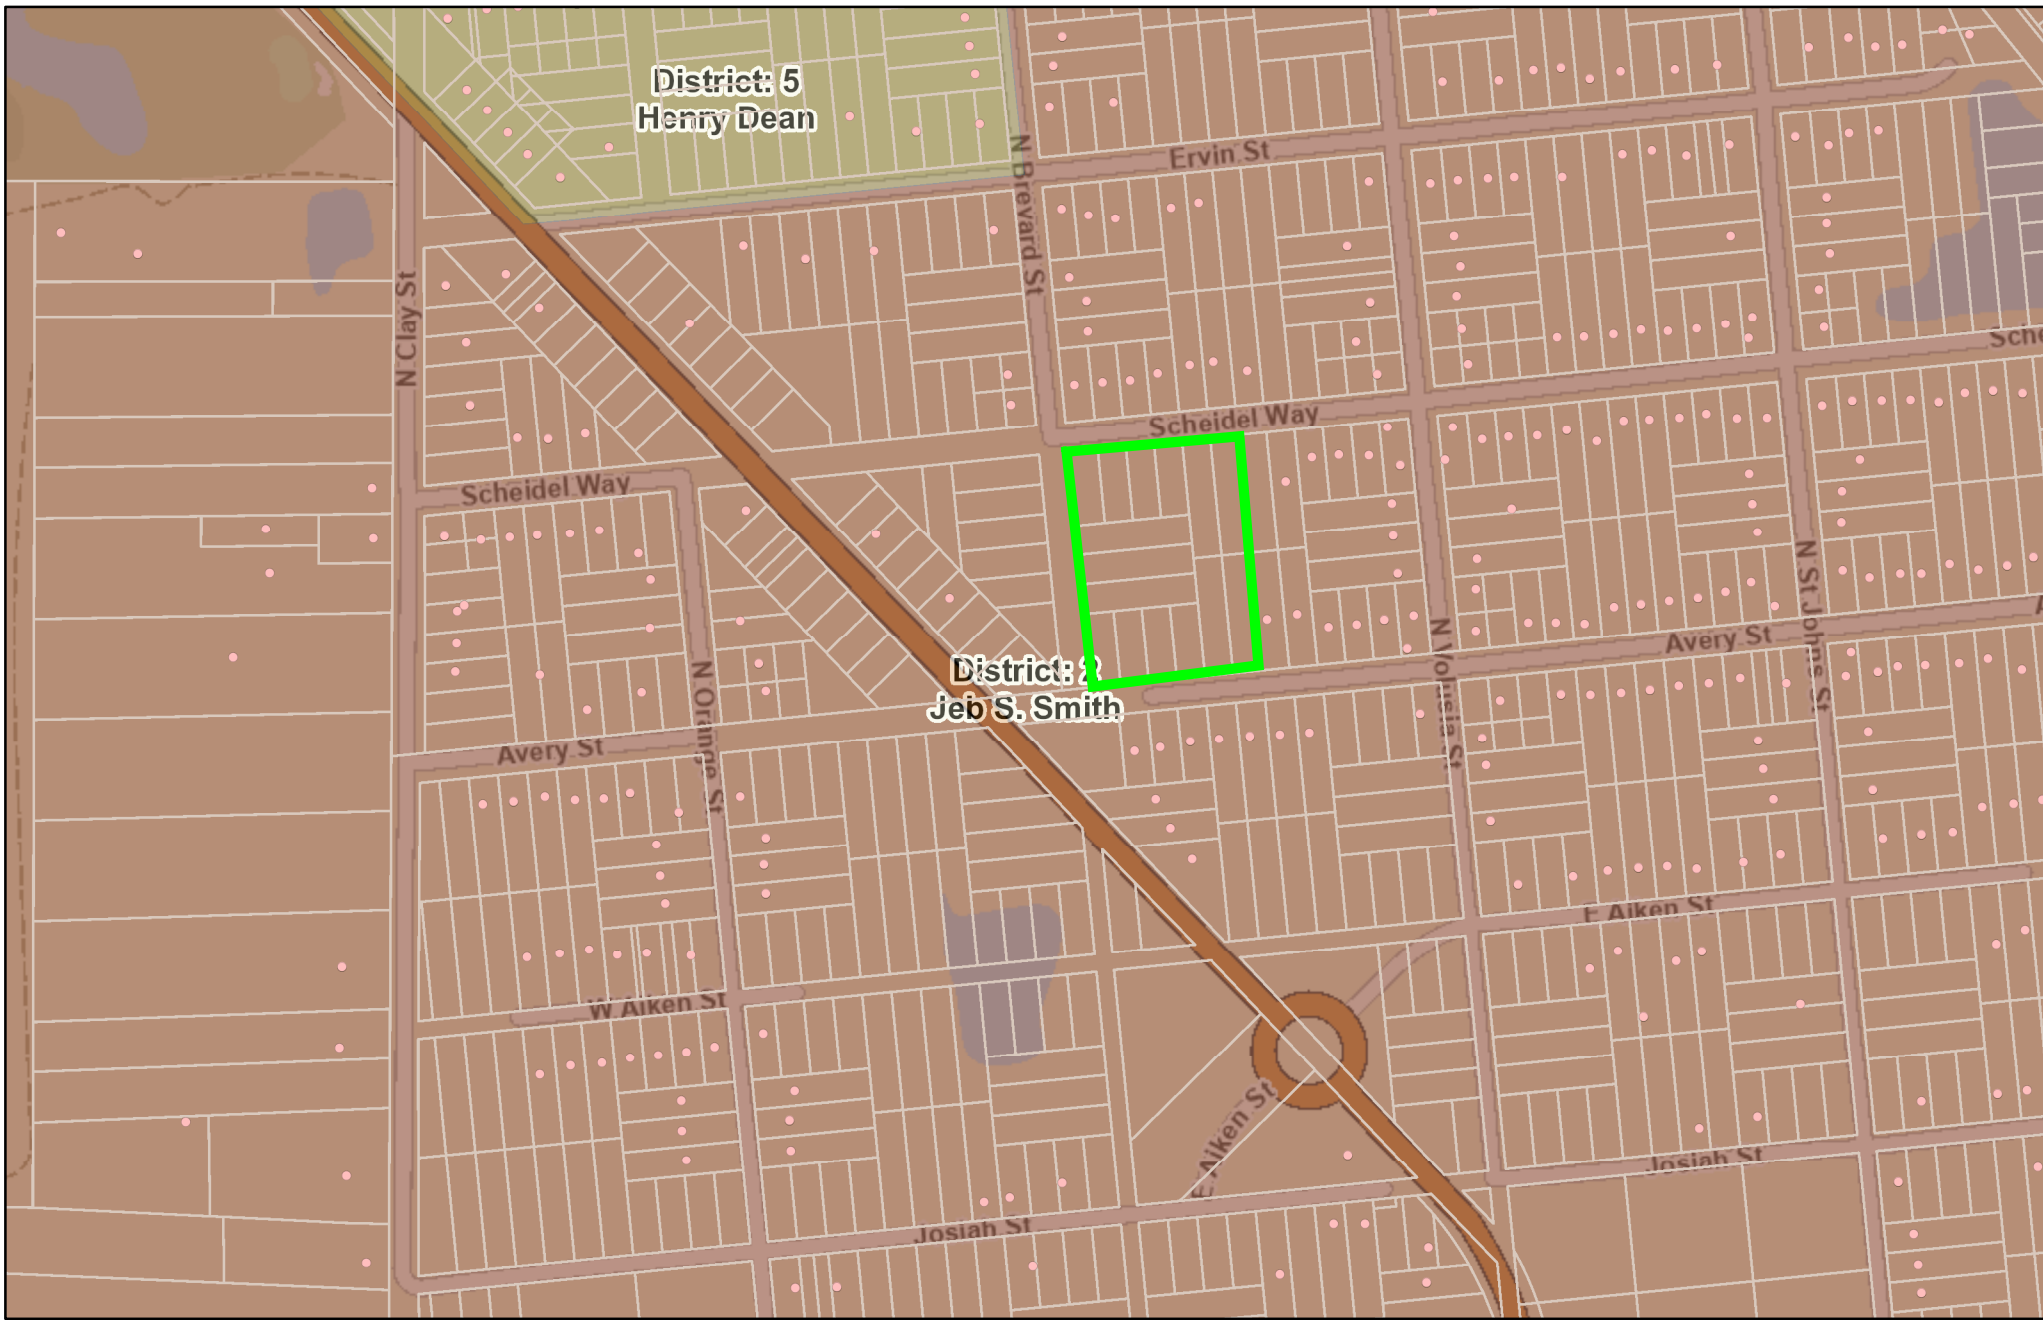 District: 5
Henry Dean
Ervin St
N Brevard St
N Clay St
Scheidel Way
Scheidel Way
N Orange St
District: 2
Jeb S. Smith
N Volusia St
N St Johns St
Avery St
Avery St
E Aiken St
W Aiken St
E Aiken St
Josiah St
Josiah St